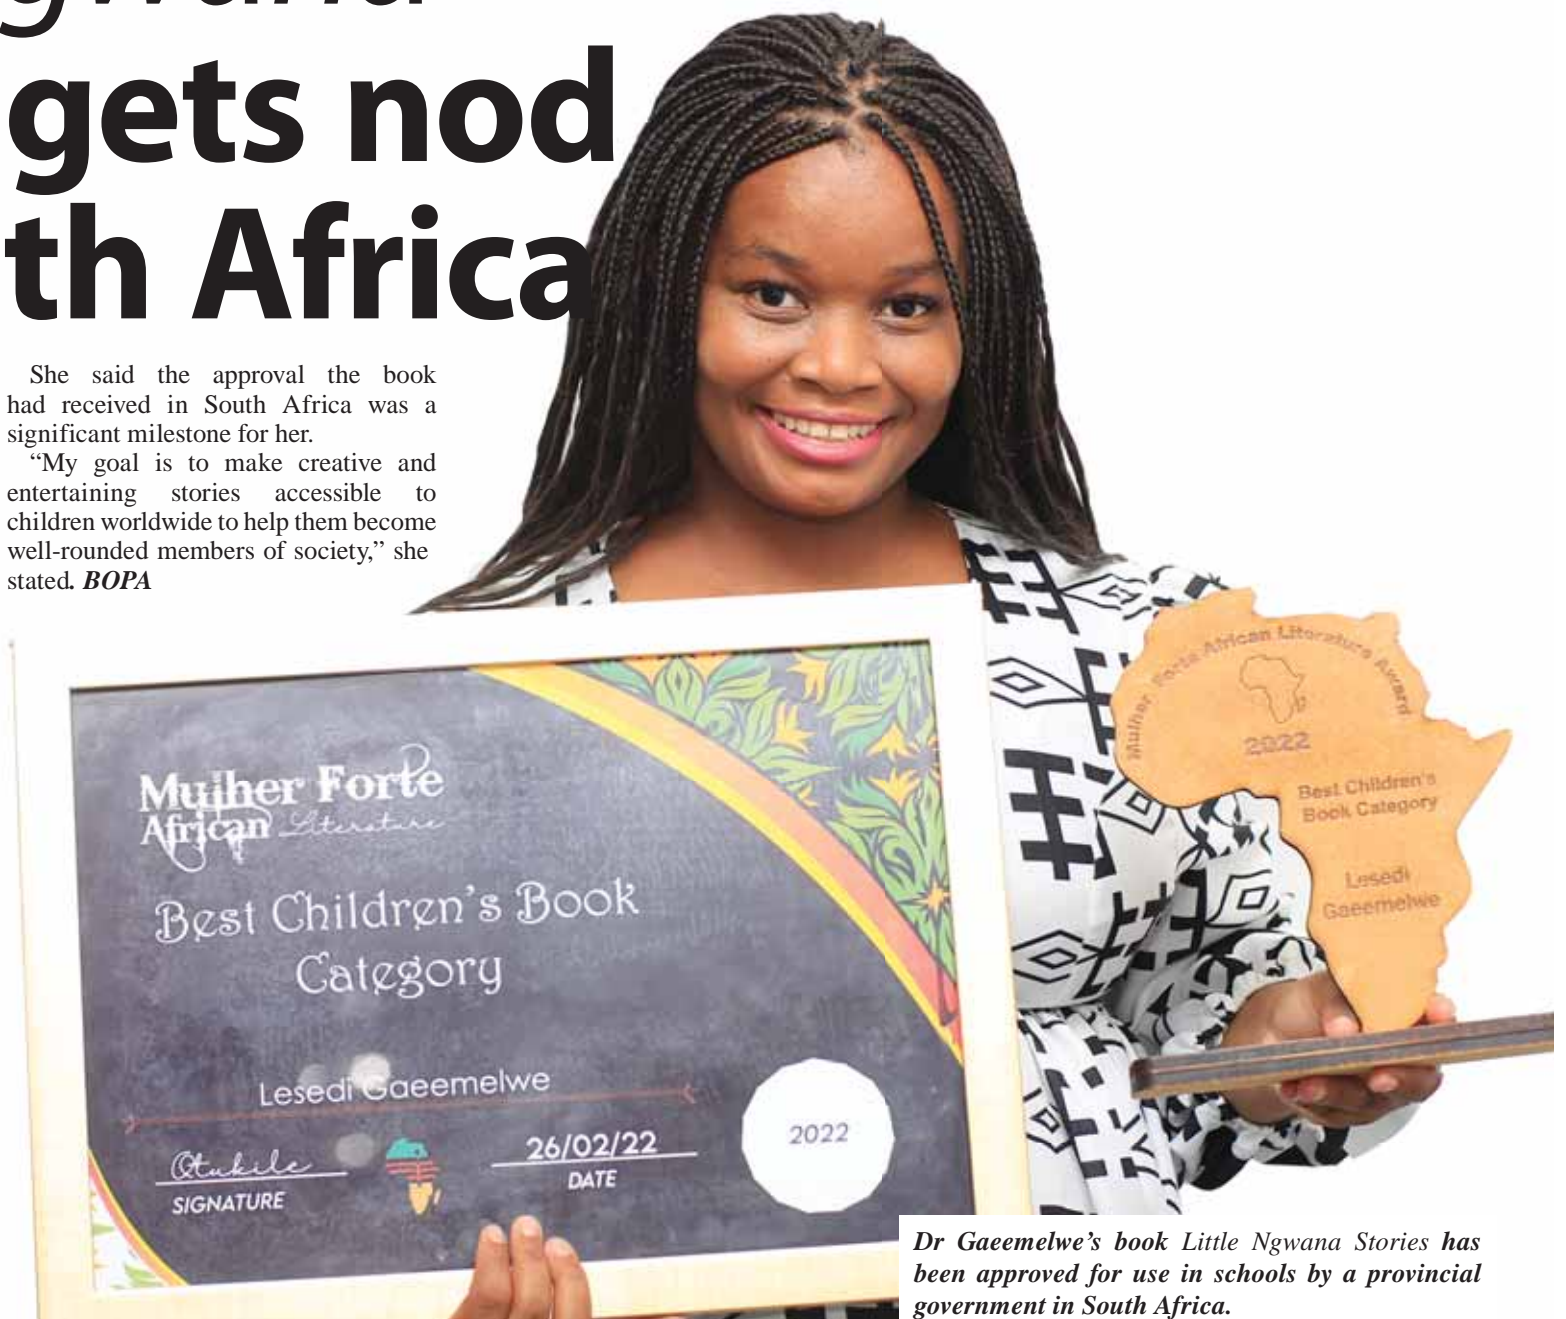 gets nod
th Africa
She said the approval the book
had received in South Africa was a
significant milestone for her.
“My goal is to make creative and
entertaining stories accessible to
children worldwide to help them become
well-rounded members of society,” she
stated. BOPA
Mulher Forte
African Literature
Best Children's Book
Category
Lesedi Gaeemelwe
Otukile
SIGNATURE
26/02/22
DATE
2022
Mulher Forte African Literature Award
2022
Best Children's
Book Category
Lesedi
Gaeemelwe
Dr Gaeemelwe’s book Little Ngwana Stories has
been approved for use in schools by a provincial
government in South Africa.